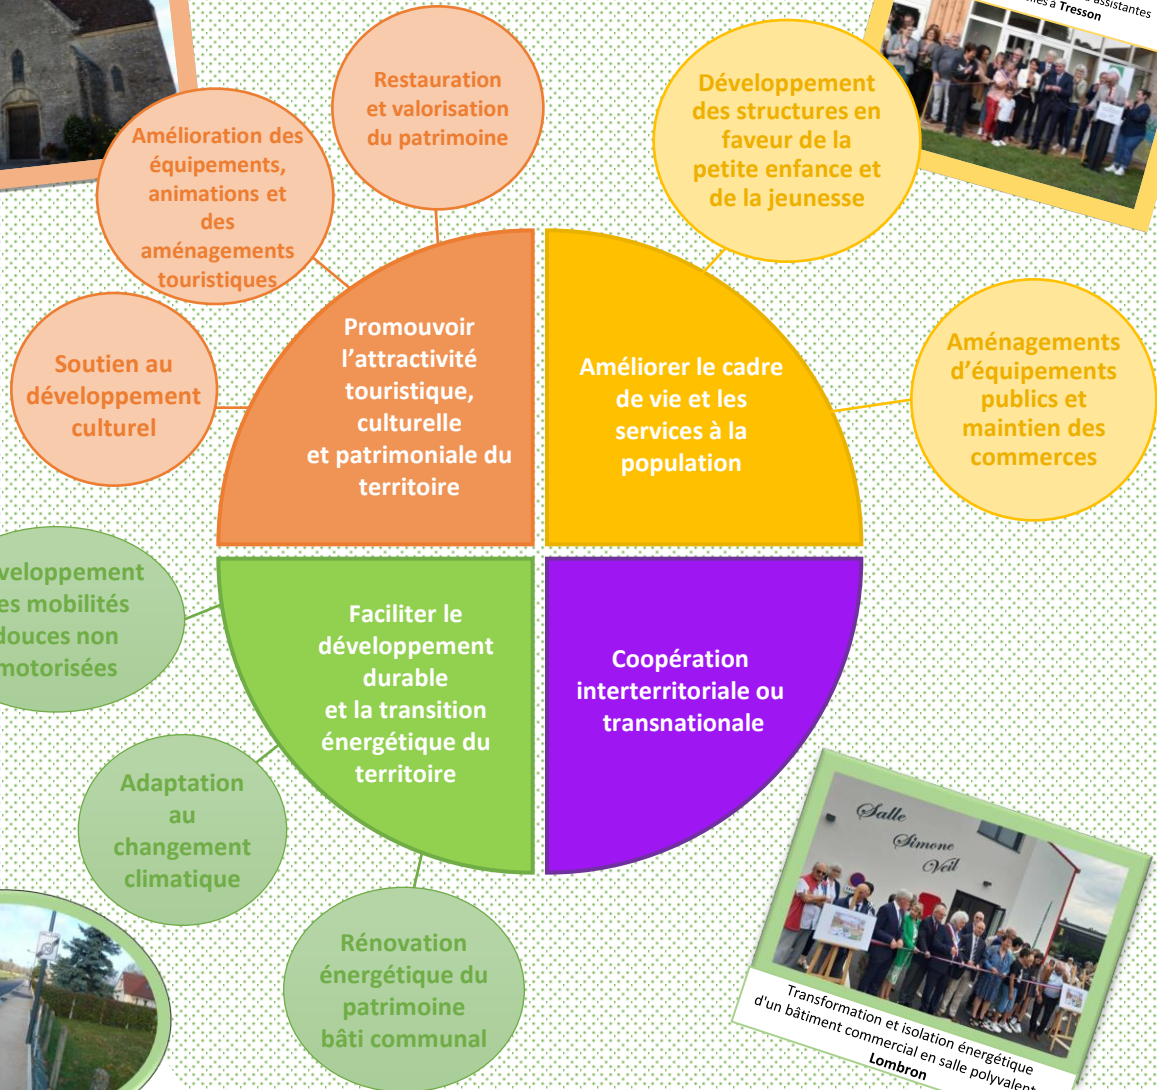 assistantes
à Tresson
Restauration
et valorisation
du patrimoine
Développement
des structures en
faveur de la
petite enfance et
de la jeunesse
Amélioration des
équipements,
animations et
des
aménagements
touristiques
Promouvoir
l’attractivité
touristique,
culturelle
et patrimoniale du
territoire
Améliorer le cadre
de vie et les
services à la
population
Aménagements
d’équipements
publics et
maintien des
commerces
Soutien au
développement
culturel
veloppement
es mobilités
douces non
motorisées
Faciliter le
développement
durable
et la transition
énergétique du
territoire
Coopération
interterritoriale ou
transnationale
Adaptation
au
changement
climatique
Rénovation
énergétique du
patrimoine
bâti communal
Salle
Simone
Veil
Transformation et isolation énergétique
d'un bâtiment commercial en salle polyvalent
Lombron